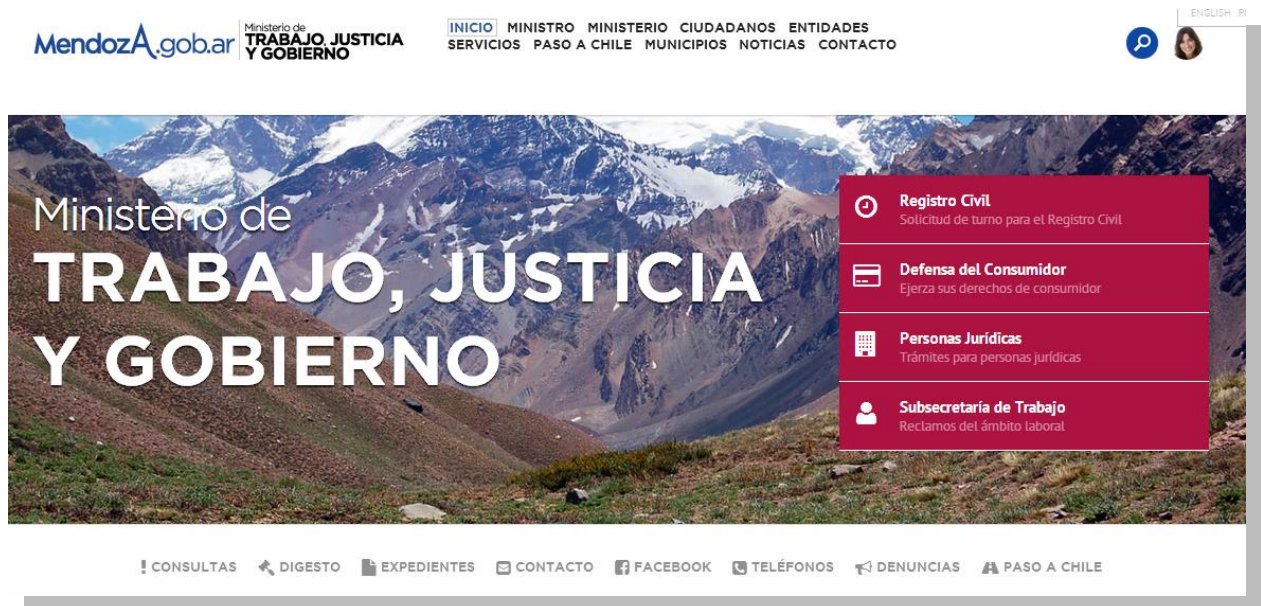 ENGLISH
MendozA.gob.ar
Ministerio de
TRABAJO, JUSTICIA
Y GOBIERNO
INICIO MINISTRO MINISTERIO CIUDADANOS ENTIDADES
SERVICIOS PASO A CHILE MUNICIPIOS NOTICIAS CONTACTO
Ministerio de
TRABAJO, JUSTICIA
Y GOBIERNO
Registro Civil
Solicitud de turno para el Registro Civil
Defensa del Consumidor
Ejerza sus derechos de consumidor
Personas Jurídicas
Trámites para personas jurídicas
Subsecretaría de Trabajo
Reclamos del ámbito laboral
CONSULTAS DIGESTO EXPEDIENTES CONTACTO FACEBOOK TELÉFONOS DENUNCIAS PASO A CHILE